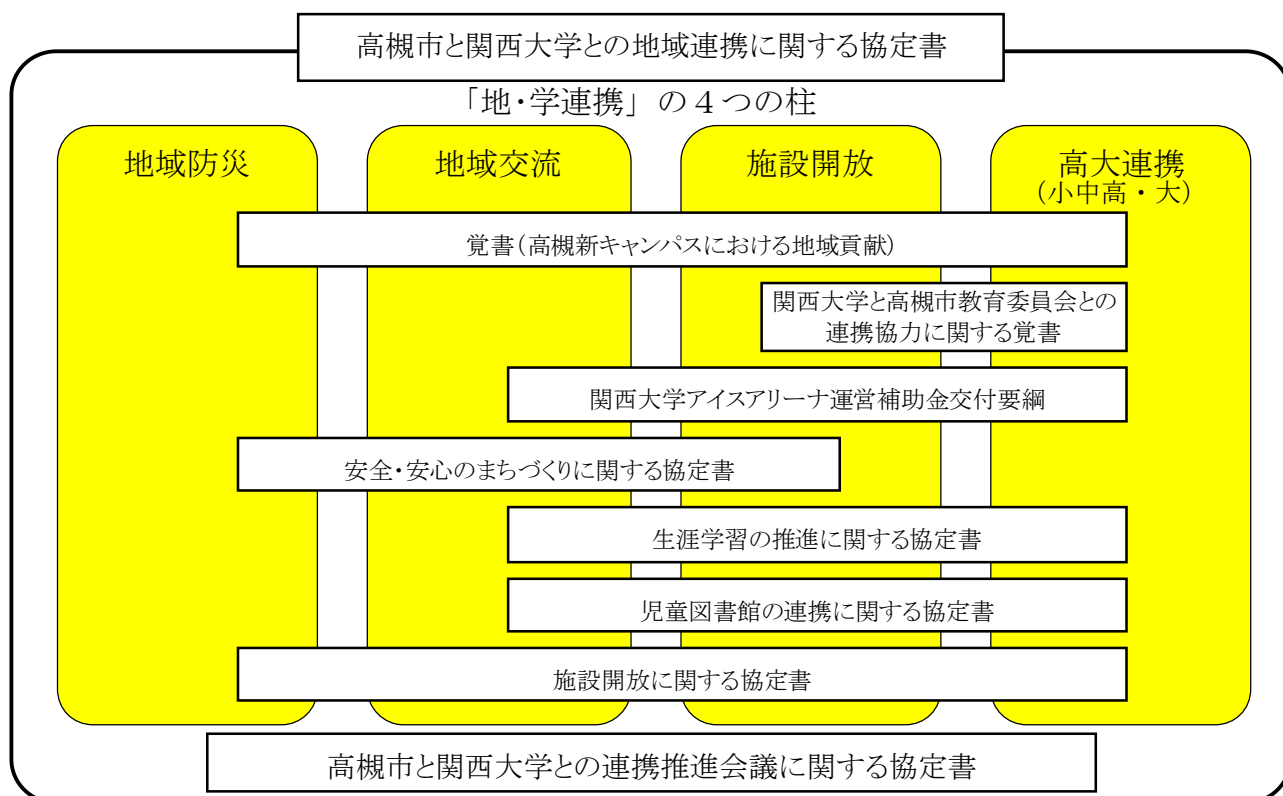 高槻市と関西大学との地域連携に関する協定書
「地・学連携」の４つの柱
地域防災
地域交流
施設開放
高大連携
（小中高・大）
覚書（高槻新キャンパスにおける地域貢献）
関西大学と高槻市教育委員会との
連携協力に関する覚書
関西大学アイスアリーナ運営補助金交付要綱
安全・安心のまちづくりに関する協定書
生涯学習の推進に関する協定書
児童図書館の連携に関する協定書
施設開放に関する協定書
高槻市と関西大学との連携推進会議に関する協定書